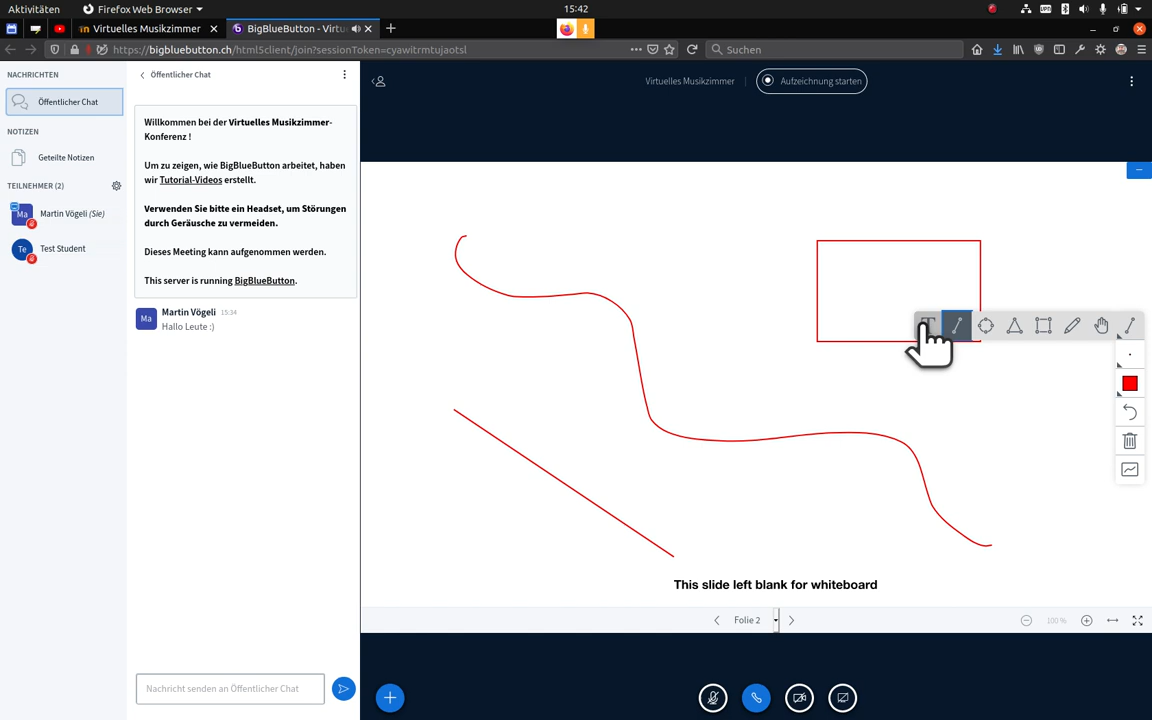 Aktivitäten
Firefox Web Browser
15:42
Virtuelles Musikzimmer
BigBlueButton - Virtu
https://bigbluebutton.ch/html5client/join?sessionToken=cyawitrmtujaotsl
Suchen
NACHRICHTEN
Öffentlicher Chat
NOTIZEN
Geteilte Notizen
TEILNEHMER (2)
Ma
Martin Vögeli (Sie)
Te
Test Student
Öffentlicher Chat
Willkommen bei der Virtuelles Musikzimmer-
Konferenz !
Um zu zeigen, wie BigBlueButton arbeitet, haben
wir Tutorial-Videos erstellt.
Verwenden Sie bitte ein Headset, um Störungen
durch Geräusche zu vermeiden.
Dieses Meeting kann aufgenommen werden.
This server is running BigBlueButton.
Ma
Martin Vögeli 15:34
Hallo Leute :)
Nachricht senden an Öffentlicher Chat
Virtuelles Musikzimmer
Aufzeichnung starten
T
This slide left blank for whiteboard
Folie 2
100 %